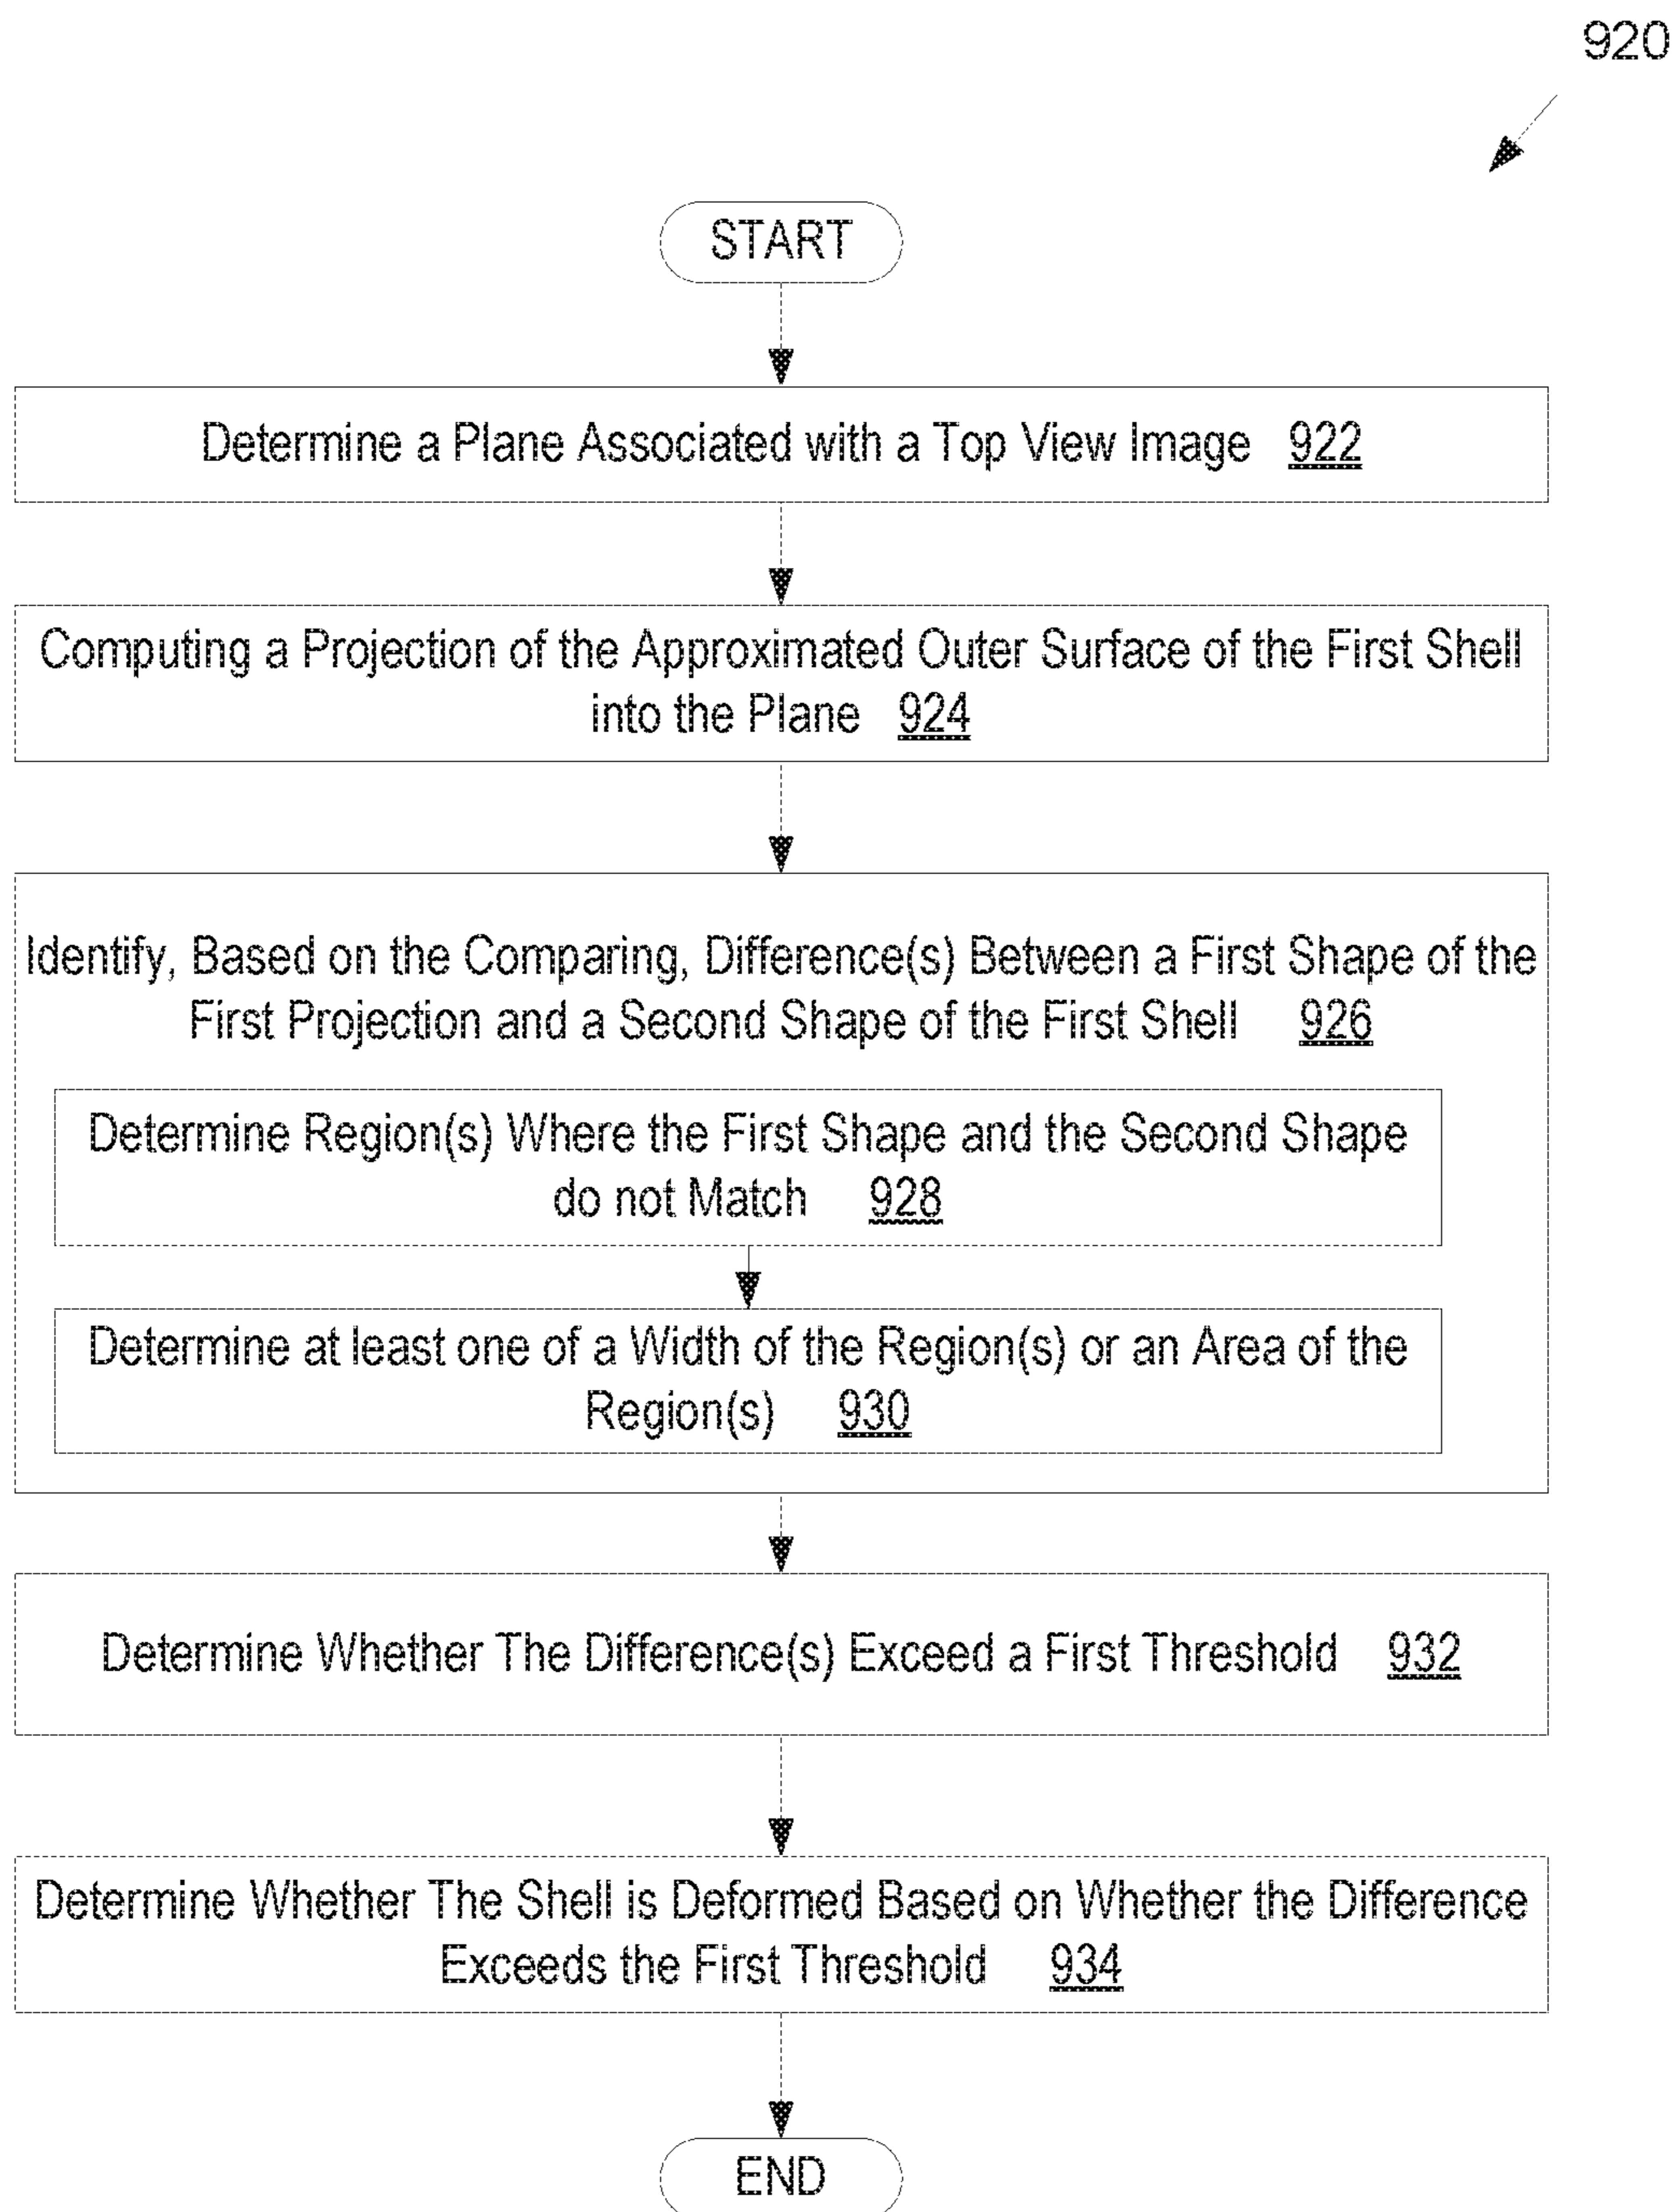 920
START
Determine a Plane Associated with a Top View Image 922
Computing a Projection of the Approximated Outer Surface of the First Shell
into the Plane 924
Identify, Based on the Comparing, Difference(s) Between a First Shape of the
First Projection and a Second Shape of the First Shell 926
Determine Region(s) Where the First Shape and the Second Shape
do not Match 928
Determine at least one of a Width of the Region(s) or an Area of the
Region(s) 930
Determine Whether The Difference(s) Exceed a First Threshold 932
Determine Whether The Shell is Deformed Based on Whether the Difference
Exceeds the First Threshold 934
END